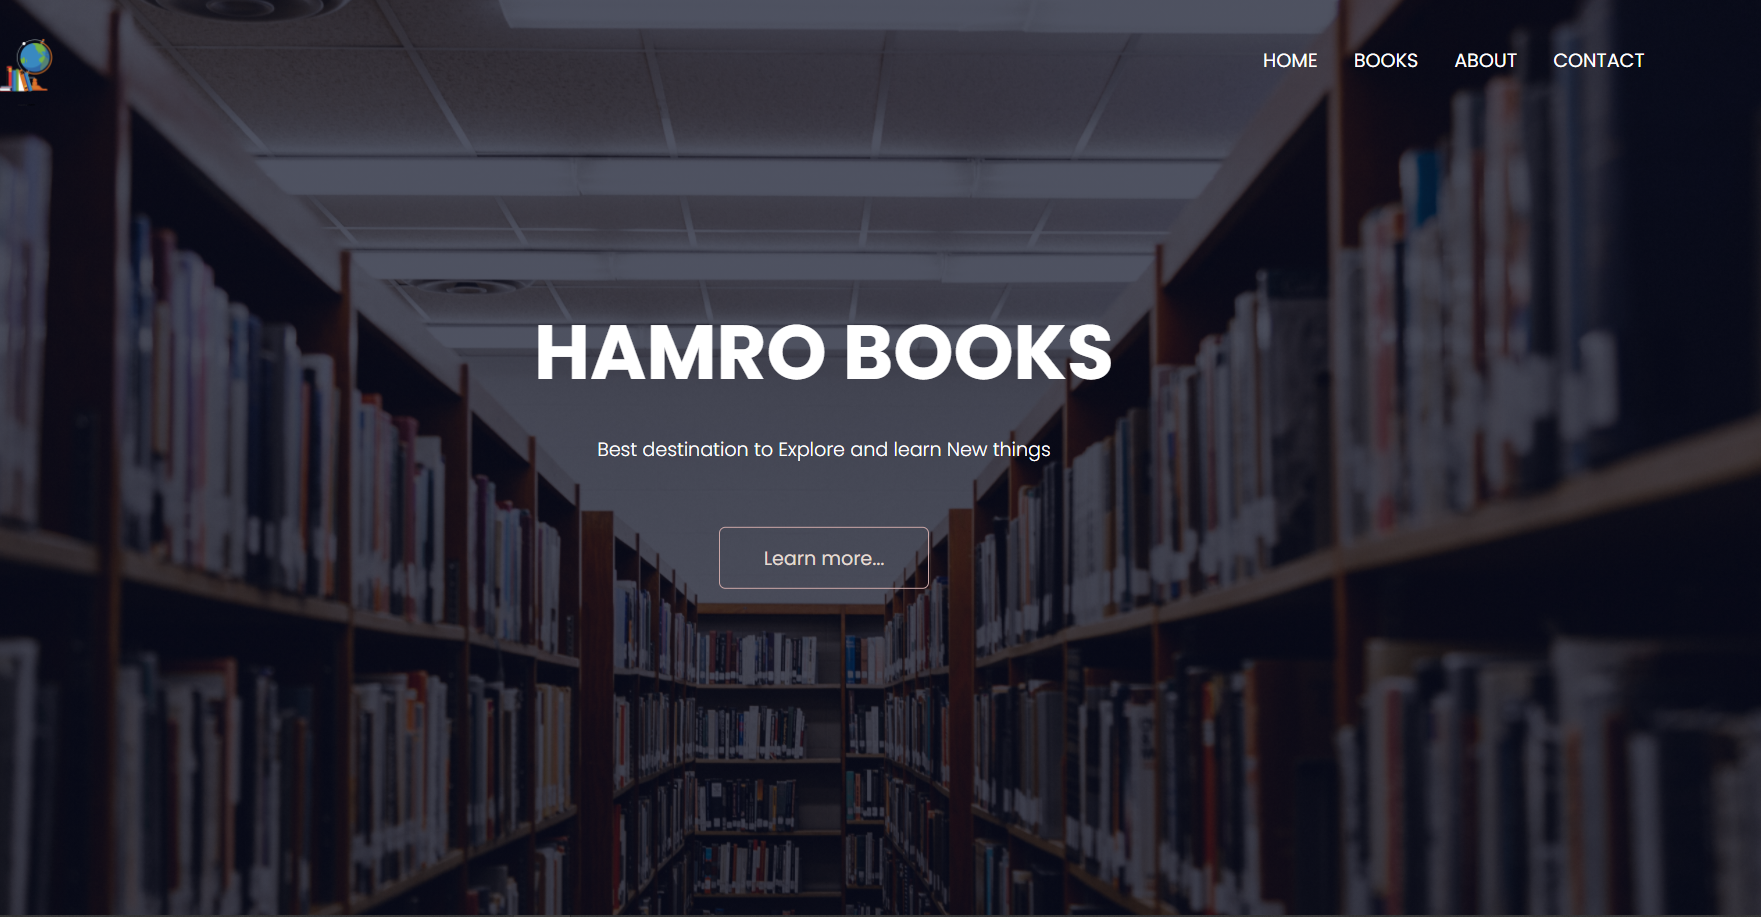 HOME BOOKS ABOUT CONTACT
HAMRO BOOKS
Best destination to Explore and learn New things
Learn more...